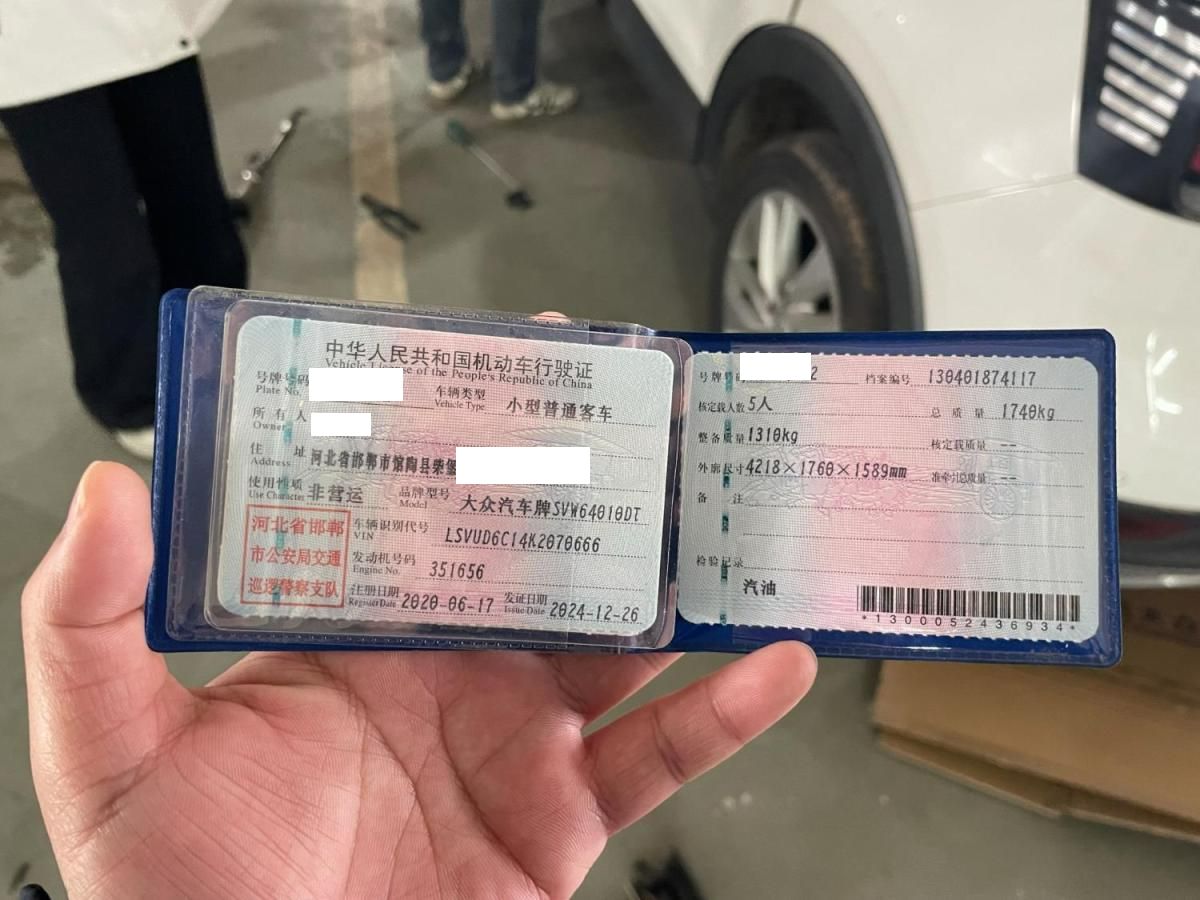 中华人民共和国机动车行驶证
Vehicle License of the People's Republic of China
号牌号码
Plate No.
车辆类型 小型普通客车
Vehicle Type
所有人
Owner
住址 河北省邯郸市馆陶县柴堡
Address
使用性质 非营运
Use Character
品牌型号 大众汽车牌SVW64010DT
Model
河北省邯郸
市公安局交通
巡逻警察支队
车辆识别代号 LSVUD6C14K2070666
VIN
发动机号码 351656
Engine No.
注册日期 2020-06-17
Register Date
发证日期 2024-12-26
Issue Date
号牌号码 2
档案编号 130401874117
核定载人数 5人
总质量 1740kg
整备质量 1310kg
核定载质量 --
外廓尺寸 4218×1760×1589mm
准牵引总质量 --
备注
检验记录
汽油
*1300052436934*